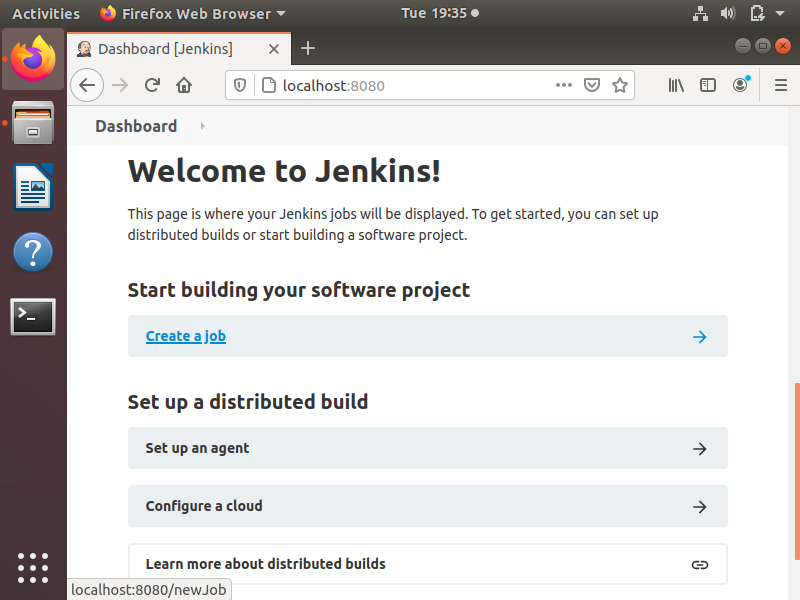 Activities
Firefox Web Browser
Tue 19:35
Dashboard [Jenkins]
localhost:8080
Dashboard
Welcome to Jenkins!
This page is where your Jenkins jobs will be displayed. To get started, you can set up
distributed builds or start building a software project.
Start building your software project
Create a job
Set up a distributed build
Set up an agent
Configure a cloud
Learn more about distributed builds
localhost:8080/newJob